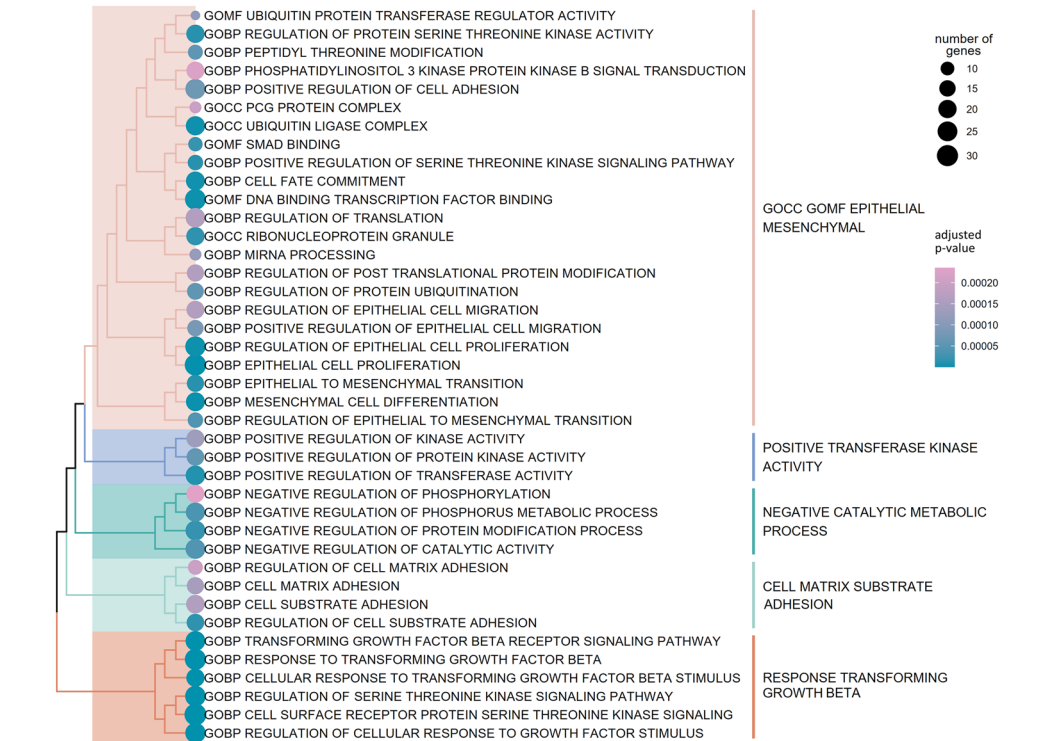 GOMF UBIQUITIN PROTEIN TRANSFERASE REGULATOR ACTIVITY
GOBP REGULATION OF PROTEIN SERINE THREONINE KINASE ACTIVITY
GOBP PEPTIDYL THREONINE MODIFICATION
GOBP PHOSPHATIDYLINOSITOL 3 KINASE PROTEIN KINASE B SIGNAL TRANSDUCTION
GOBP POSITIVE REGULATION OF CELL ADHESION
GOCC PCG PROTEIN COMPLEX
GOCC UBIQUITIN LIGASE COMPLEX
GOMF SMAD BINDING
GOBP POSITIVE REGULATION OF SERINE THREONINE KINASE SIGNALING PATHWAY
GOBP CELL FATE COMMITMENT
GOMF DNA BINDING TRANSCRIPTION FACTOR BINDING
GOBP REGULATION OF TRANSLATION
GOCC RIBONUCLEOPROTEIN GRANULE
GOBP MIRNA PROCESSING
GOBP REGULATION OF POST TRANSLATIONAL PROTEIN MODIFICATION
GOBP REGULATION OF PROTEIN UBIQUITINATION
GOBP REGULATION OF EPITHELIAL CELL MIGRATION
GOBP POSITIVE REGULATION OF EPITHELIAL CELL MIGRATION
GOBP REGULATION OF EPITHELIAL CELL PROLIFERATION
GOBP EPITHELIAL CELL PROLIFERATION
GOBP EPITHELIAL TO MESENCHYMAL TRANSITION
GOBP MESENCHYMAL CELL DIFFERENTIATION
GOBP REGULATION OF EPITHELIAL TO MESENCHYMAL TRANSITION
GOBP POSITIVE REGULATION OF KINASE ACTIVITY
GOBP POSITIVE REGULATION OF PROTEIN KINASE ACTIVITY
GOBP POSITIVE REGULATION OF TRANSFERASE ACTIVITY
GOBP NEGATIVE REGULATION OF PHOSPHORYLATION
GOBP NEGATIVE REGULATION OF PHOSPHORUS METABOLIC PROCESS
GOBP NEGATIVE REGULATION OF PROTEIN MODIFICATION PROCESS
GOBP NEGATIVE REGULATION OF CATALYTIC ACTIVITY
GOBP REGULATION OF CELL MATRIX ADHESION
GOBP CELL MATRIX ADHESION
GOBP CELL SUBSTRATE ADHESION
GOBP REGULATION OF CELL SUBSTRATE ADHESION
GOBP TRANSFORMING GROWTH FACTOR BETA RECEPTOR SIGNALING PATHWAY
GOBP RESPONSE TO TRANSFORMING GROWTH FACTOR BETA
GOBP CELLULAR RESPONSE TO TRANSFORMING GROWTH FACTOR BETA STIMULUS
GOBP REGULATION OF SERINE THREONINE KINASE SIGNALING PATHWAY
GOBP CELL SURFACE RECEPTOR PROTEIN SERINE THREONINE KINASE SIGNALING
GOBP REGULATION OF CELLULAR RESPONSE TO GROWTH FACTOR STIMULUS
GOCC GOMF EPITHELIAL
MESENCHYMAL
POSITIVE TRANSFERASE KINASE
ACTIVITY
NEGATIVE CATALYTIC METABOLIC
PROCESS
CELL MATRIX SUBSTRATE
ADHESION
RESPONSE TRANSFORMING
GROWTH BETA
number of
genes
10
15
20
25
30
adjusted
p-value
0.00020
0.00015
0.00010
0.00005